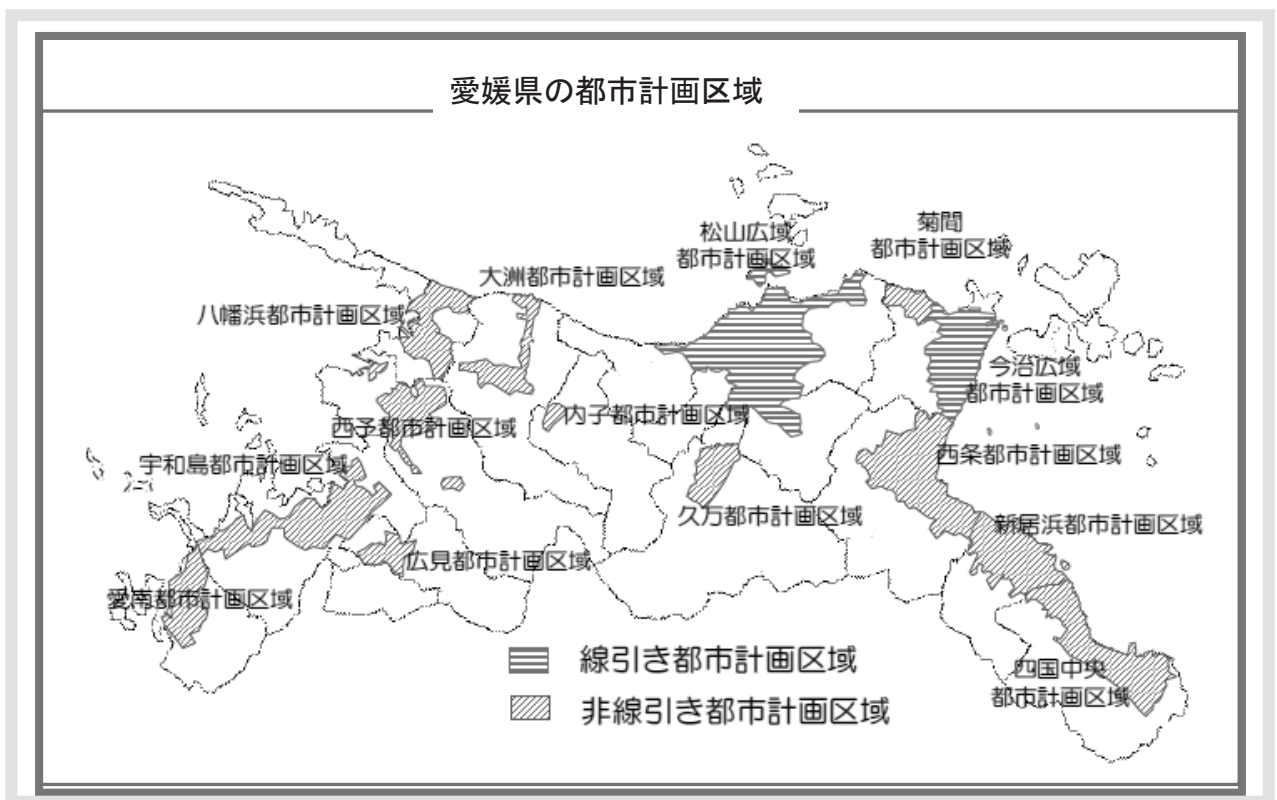 愛媛県の都市計画区域
松山広域
都市計画区域
菊間
都市計画区域
大洲都市計画区域
八幡浜都市計画区域
今治広域
都市計画区域
内子都市計画区域
西予都市計画区域
西条都市計画区域
宇和島都市計画区域
久万都市計画区域
新居浜都市計画区域
広見都市計画区域
愛南都市計画区域
四国中央
都市計画区域
線引き都市計画区域
非線引き都市計画区域